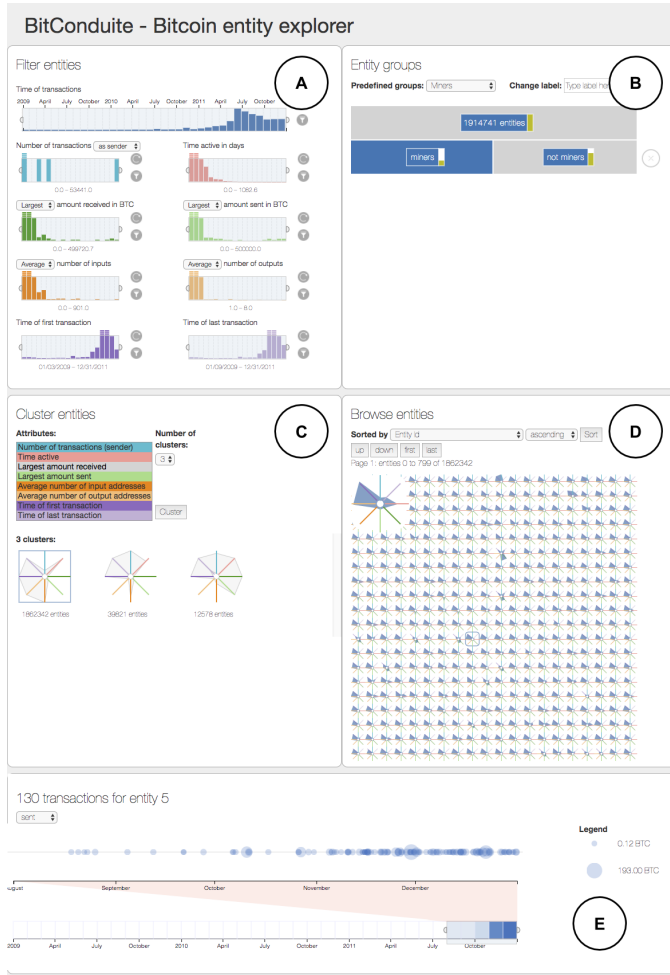 BitConduite - Bitcoin entity explorer
Filter entities
A
Time of transactions
2009 April July October 2010 April July October 2011 April July October
Number of transactions as sender
Time active in days
0.0 – 53441.0
0.0 – 1082.6
Largest amount received in BTC
Largest amount sent in BTC
0.0 – 499720.7
0.0 – 500000.0
Average number of inputs
Average number of outputs
0.0 – 901.0
1.0 – 6.0
Time of first transaction
Time of last transaction
01/03/2009 – 12/31/2011
01/09/2009 – 12/31/2011
Entity groups
B
Predefined groups: Miners Change label: Type label her
1914741 entities
miners
not miners
Cluster entities
C
Attributes:
Number of clusters:
Number of transactions (sender)
Time active
Largest amount received
Largest amount sent
Average number of input addresses
Average number of output addresses
Time of first transaction
Time of last transaction
3
Cluster
3 clusters:
1862342 entities
39821 entities
12578 entities
Browse entities
D
Sorted by Entity id ascending Sort
up down first last
Page 1: entities 0 to 799 of 1862342
130 transactions for entity 5
sent
August September October November December
2009 April July October 2010 April July October 2011 April July October
Legend
0.12 BTC
193.00 BTC
E